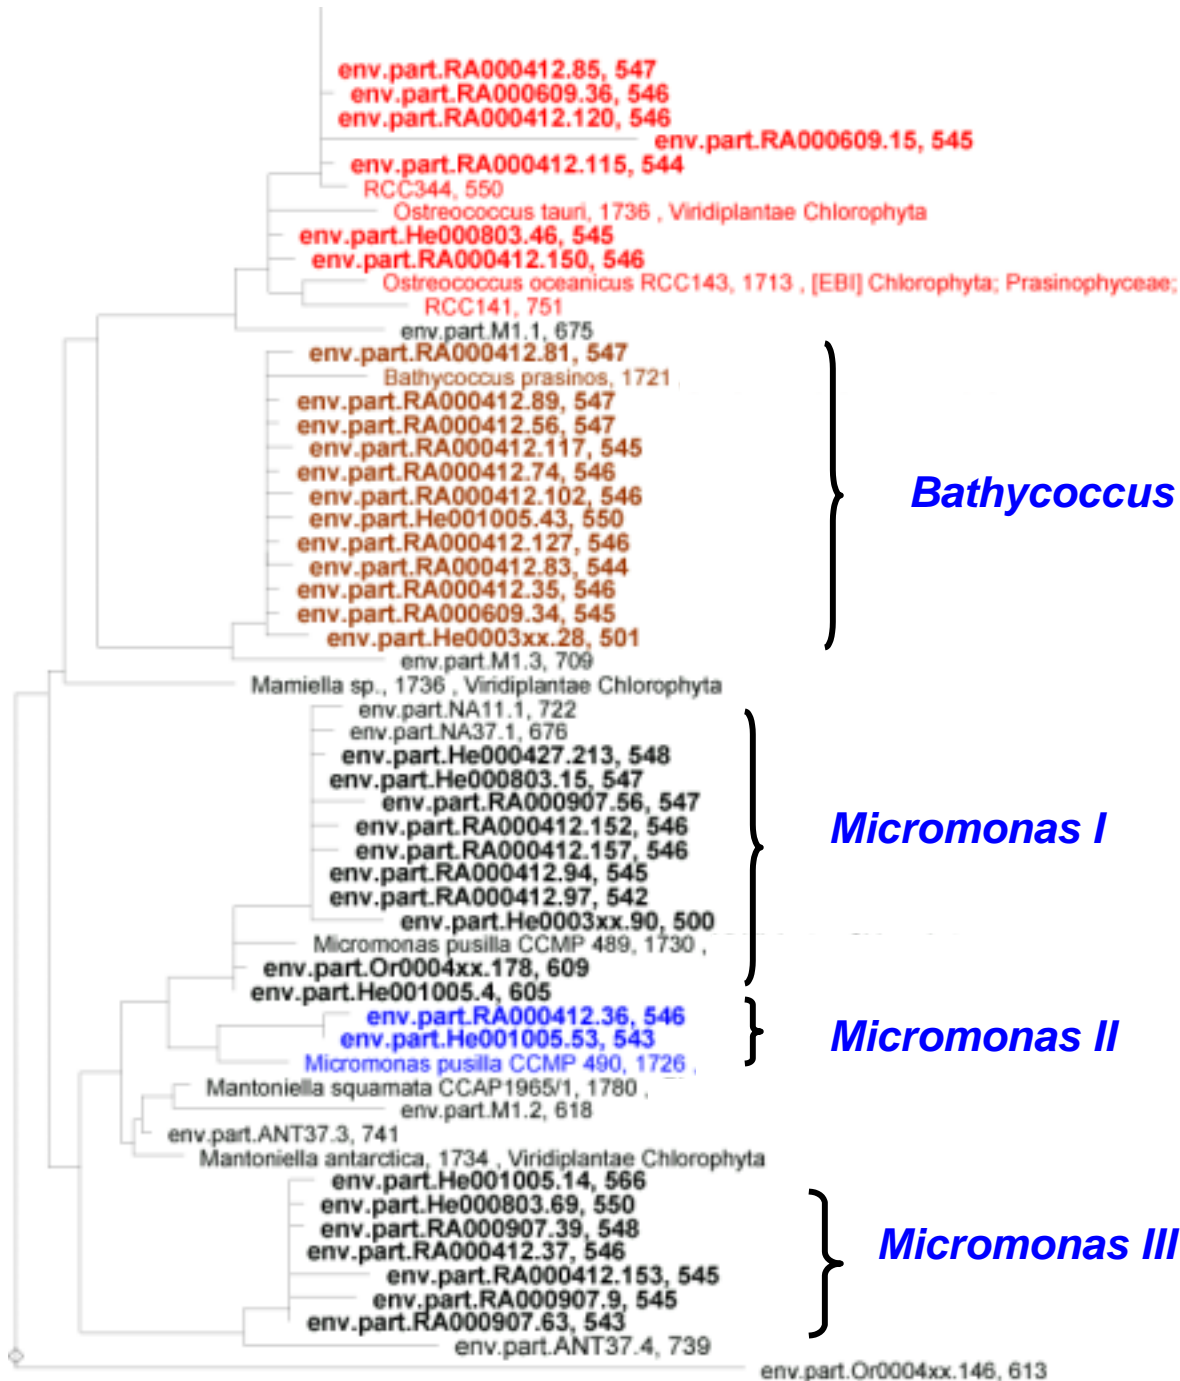 env.part.RA000412.85, 547
env.part.RA000609.36, 546
env.part.RA000412.120, 546
env.part.RA000609.15, 545
env.part.RA000412.115, 544
RCC344, 550
Ostreococcus tauri, 1736 , Viridiplantae Chlorophyta
env.part.He000803.46, 545
env.part.RA000412.150, 546
Ostreococcus oceanicus RCC143, 1713 , [EBI] Chlorophyta; Prasinophyceae;
RCC141, 751
env.part.M1.1, 675
env.part.RA000412.81, 547
Bathycoccus prasinos, 1721
env.part.RA000412.89, 547
env.part.RA000412.56, 547
env.part.RA000412.117, 545
env.part.RA000412.74, 546
env.part.RA000412.102, 546
Bathycoccus
env.part.He001005.43, 550
env.part.RA000412.127, 546
env.part.RA000412.83, 544
env.part.RA000412.35, 546
env.part.RA000609.34, 545
env.part.He0003xx.28, 501
env.part.M1.3, 709
Mamiella sp., 1736 , Viridiplantae Chlorophyta
env.part.NA11.1, 722
env.part.NA37.1, 676
env.part.He000427.213, 548
env.part.He000803.15, 547
env.part.RA000907.56, 547
env.part.RA000412.152, 546
Micromonas I
env.part.RA000412.157, 546
env.part.RA000412.94, 545
env.part.RA000412.97, 542
env.part.He0003xx.90, 500
Micromonas pusilla CCMP 489, 1730 ,
env.part.Or0004xx.178, 609
env.part.He001005.4, 605
env.part.RA000412.36, 546
env.part.He001005.53, 543
Micromonas II
Micromonas pusilla CCMP 490, 1726 ,
Mantoniella squamata CCAP1965/1, 1780 ,
env.part.M1.2, 618
env.part.ANT37.3, 741
Mantoniella antarctica, 1734 , Viridiplantae Chlorophyta
env.part.He001005.14, 566
env.part.He000803.69, 550
env.part.RA000907.39, 548
env.part.RA000412.37, 546
Micromonas III
env.part.RA000412.153, 545
env.part.RA000907.9, 545
env.part.RA000907.63, 543
env.part.ANT37.4, 739
env.part.Or0004xx.146, 613